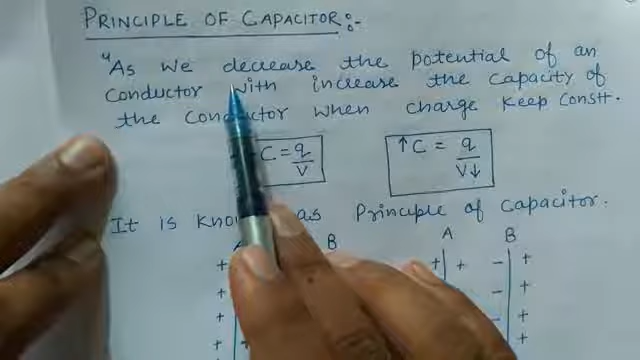 PRINCIPLE OF CAPACITOR:-
"As we decrease the potential of an
conductor with increase the capacity of
the conductor when charge keep Constt.
C = q/V ↑C = q/V↓
It is as Principle of Capacitor.
A B A B
+ + + - +
+ - +
+ - +
+ + +